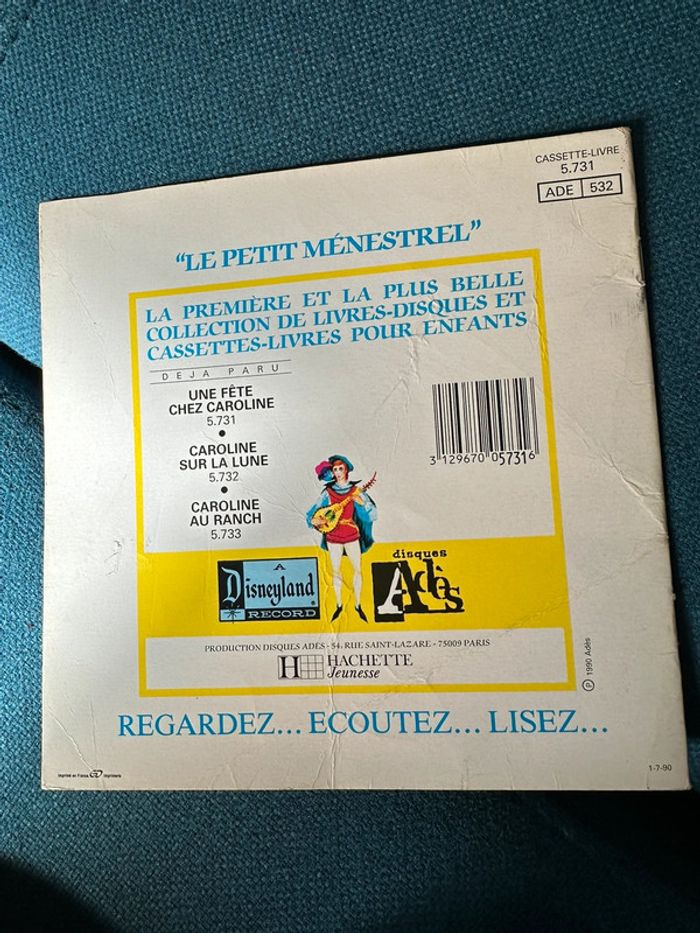 CASSETTE-LIVRE
5.731
ADE 532
"LE PETIT MÉNESTREL"
LA PREMIÈRE ET LA PLUS BELLE
COLLECTION DE LIVRES-DISQUES ET
CASSETTES-LIVRES POUR ENFANTS
DEJA PARU
UNE FÊTE
CHEZ CAROLINE
5.731
•
CAROLINE
SUR LA LUNE
5.732
•
CAROLINE
AU RANCH
5.733
3 129670 057316
A
Disneyland
RECORD
disques
Adès
PRODUCTION DISQUES ADÈS - 54, RUE SAINT-LAZARE - 75009 PARIS
H HACHETTE
Jeunesse
℗ 1990 Adès
REGARDEZ... ECOUTEZ... LISEZ...
Imprimé en France
1-7-90